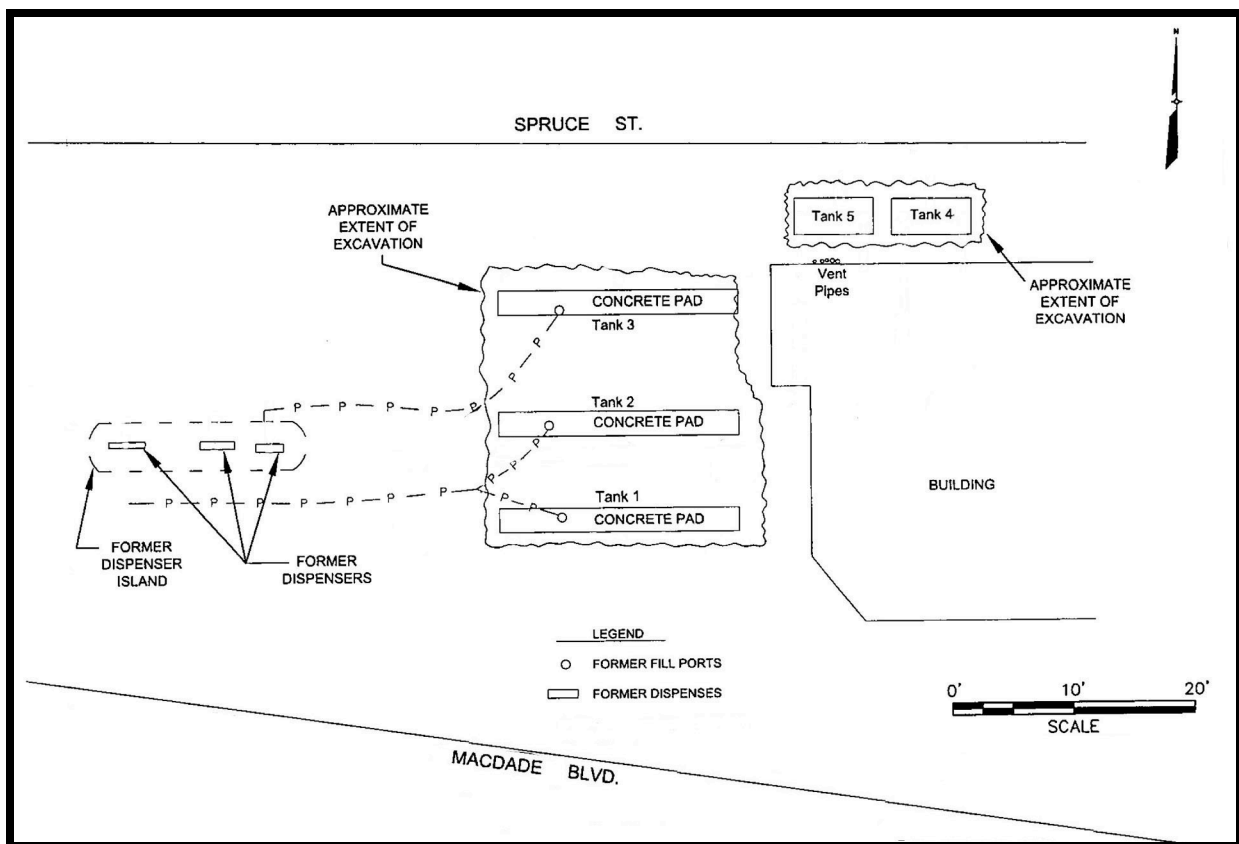 N
SPRUCE ST.
APPROXIMATE
EXTENT OF
EXCAVATION
Tank 5
Tank 4
Vent
Pipes
APPROXIMATE
EXTENT OF
EXCAVATION
CONCRETE PAD
Tank 3
P
P
P
P
P
P
P
P
Tank 2
CONCRETE PAD
P
P
P
P
P
P
P
P
P
P
P
P
Tank 1
CONCRETE PAD
BUILDING
FORMER
DISPENSER
ISLAND
FORMER
DISPENSERS
LEGEND
FORMER FILL PORTS
FORMER DISPENSES
0' 10' 20'
SCALE
MACDADE BLVD.